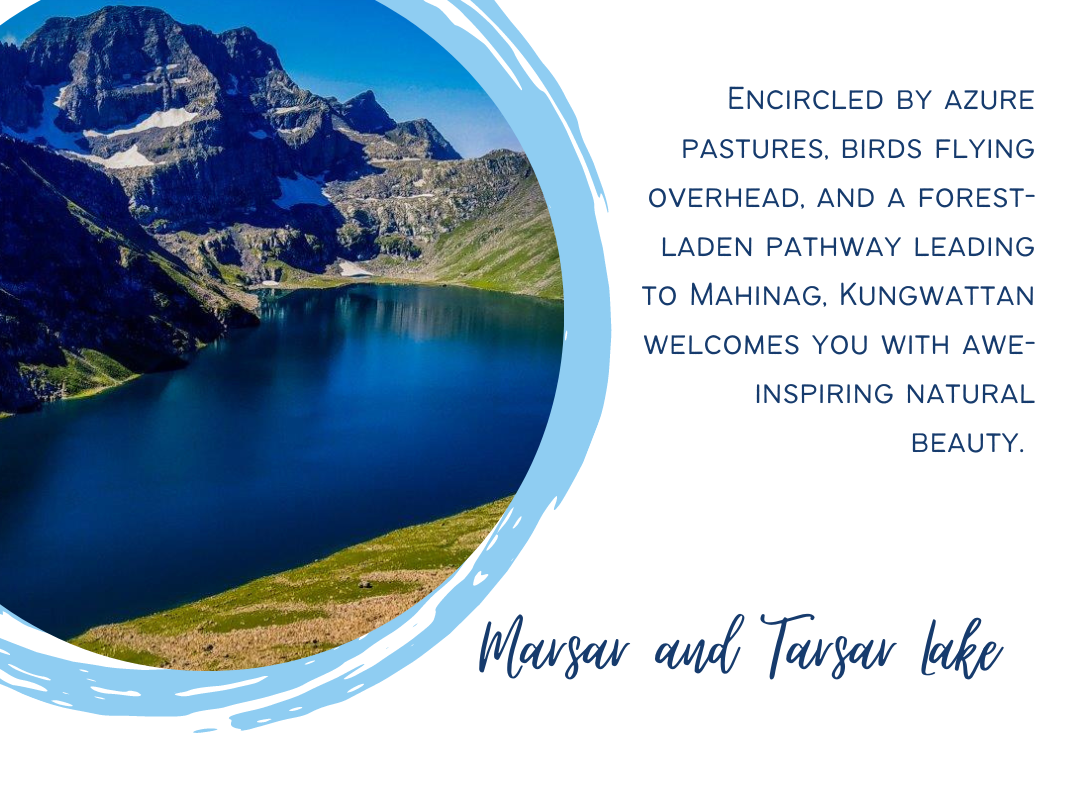 Encircled by azure
pastures, birds flying
overhead, and a forest-
laden pathway leading
to Mahinag, Kungwattan
welcomes you with awe-
inspiring natural
beauty.
Marsar and Tarsar Lake